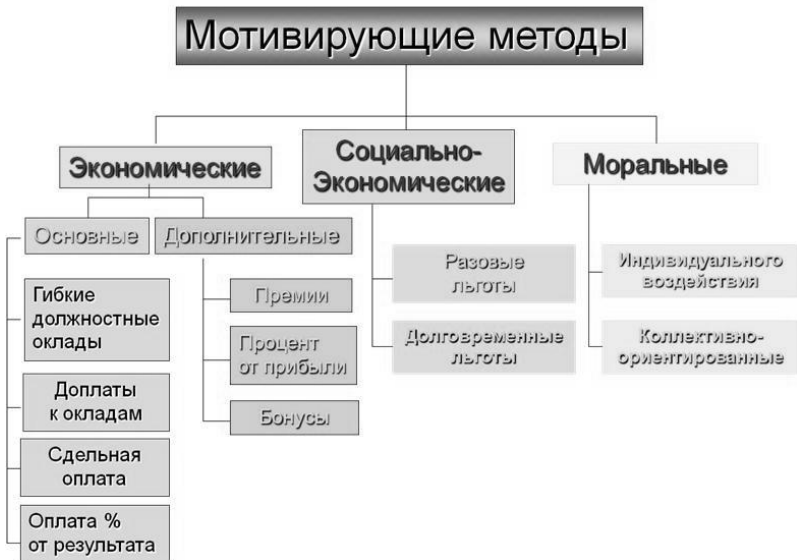 Мотивирующие методы
Экономические
Социально-
Экономические
Моральные
Основные
Дополнительные
Гибкие
должностные
оклады
Доплаты
к окладам
Сдельная
оплата
Оплата %
от результата
Премии
Процент
от прибыли
Бонусы
Разовые
льготы
Долговременные
льготы
Индивидуального
воздействия
Коллективно-
ориентированные